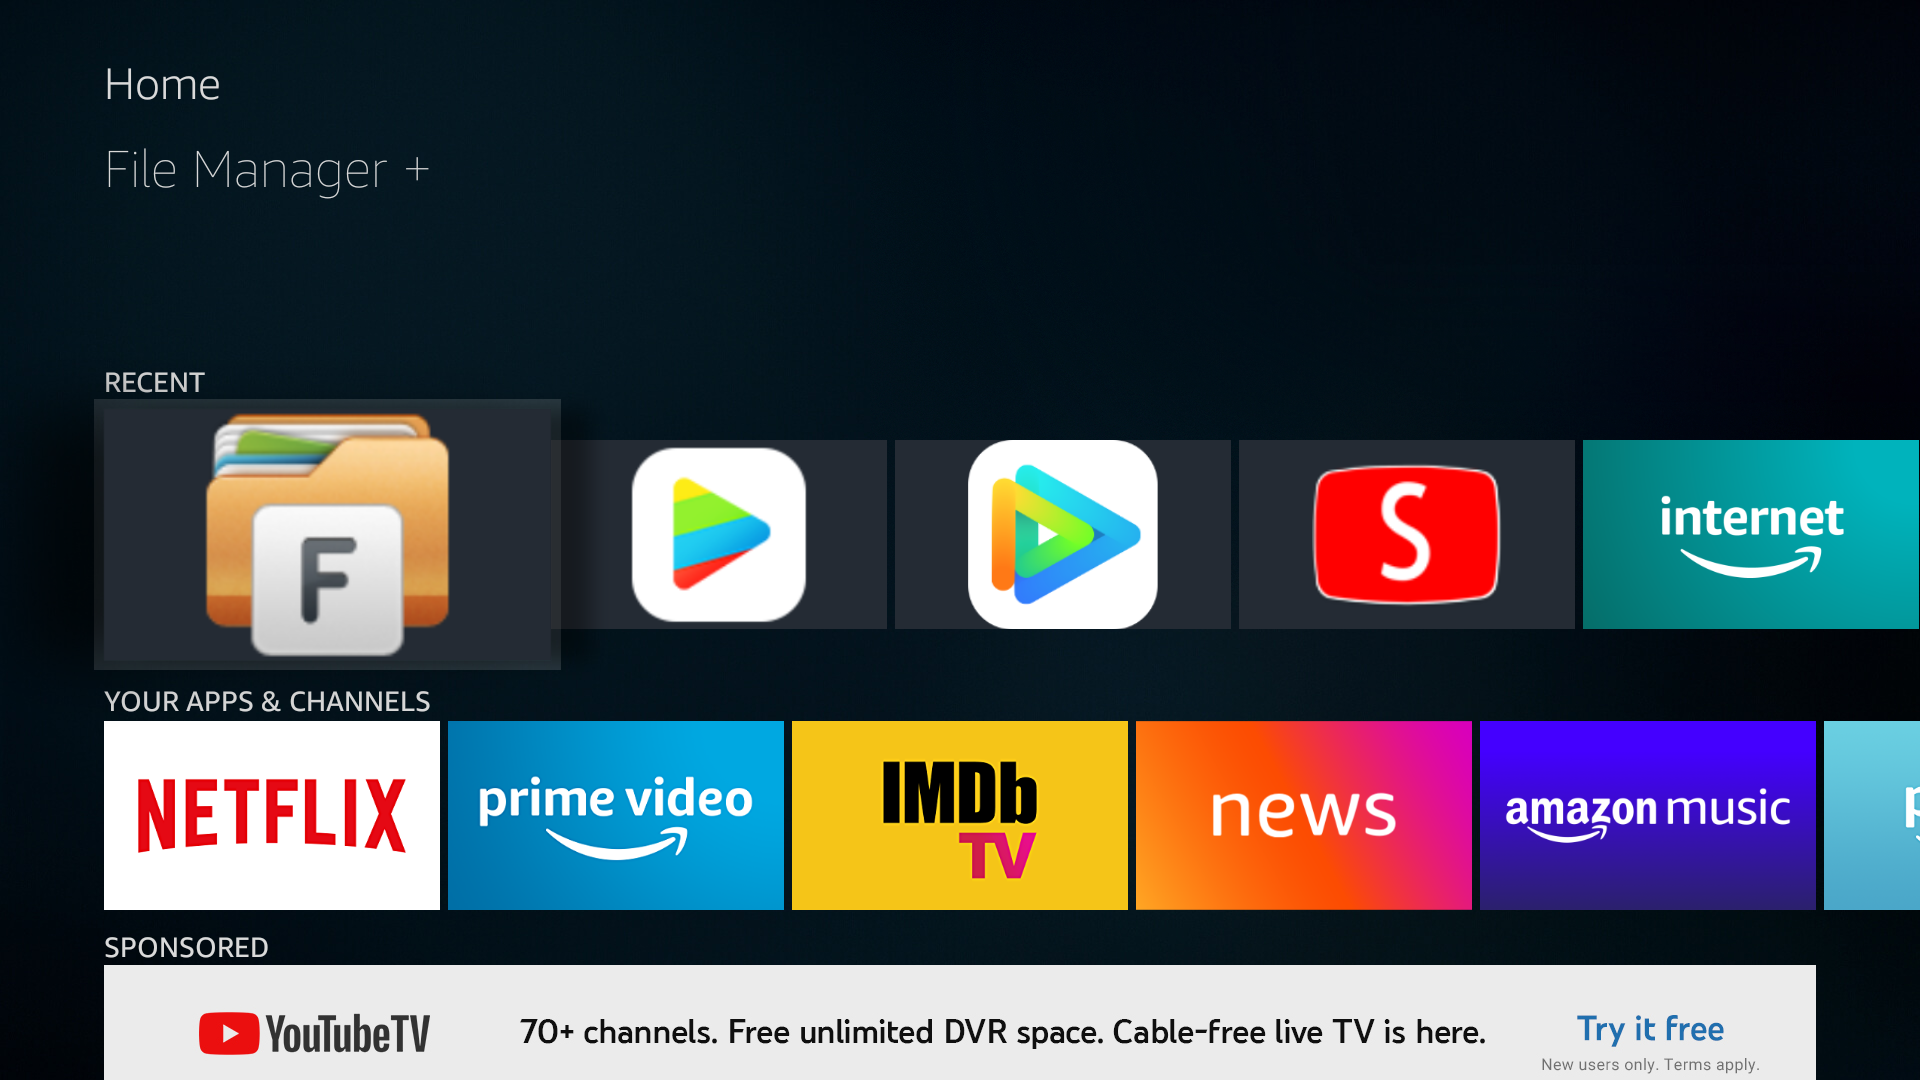 Home
File Manager +
RECENT
F
S
internet
YOUR APPS & CHANNELS
NETFLIX
prime video
IMDb
TV
news
amazon music
SPONSORED
YouTubeTV
70+ channels. Free unlimited DVR space. Cable-free live TV is here.
Try it free
New users only. Terms apply.